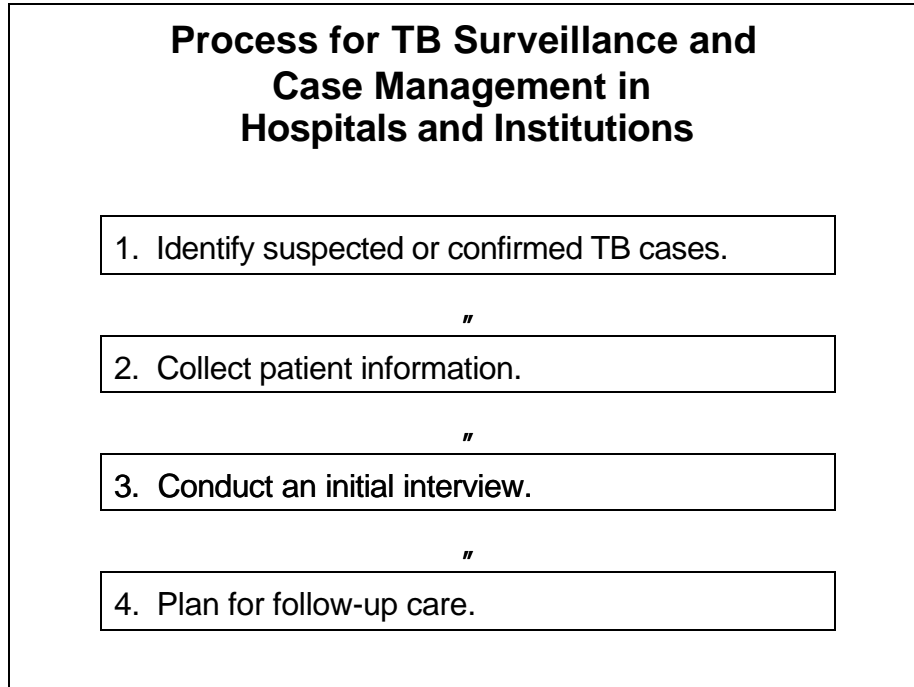 Process for TB Surveillance and
Case Management in
Hospitals and Institutions
1. Identify suspected or confirmed TB cases.
"
2. Collect patient information.
"
3. Conduct an initial interview.
"
4. Plan for follow-up care.